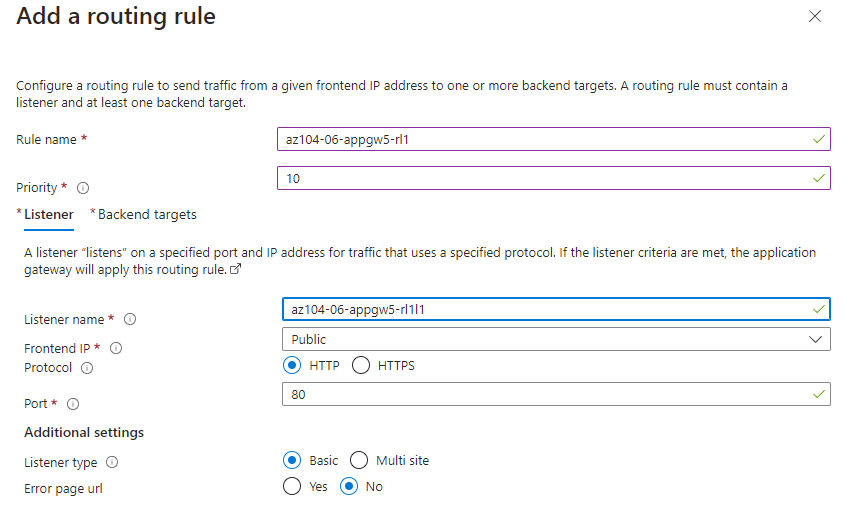 Add a routing rule
Configure a routing rule to send traffic from a given frontend IP address to one or more backend targets. A routing rule must contain a
listener and at least one backend target.
Rule name * az104-06-appgw5-rl1
Priority * 10
* Listener * Backend targets
A listener “listens” on a specified port and IP address for traffic that uses a specified protocol. If the listener criteria are met, the application
gateway will apply this routing rule.
Listener name * az104-06-appgw5-rl1l1
Frontend IP * Public
Protocol HTTP HTTPS
Port * 80
Additional settings
Listener type Basic Multi site
Error page url Yes No